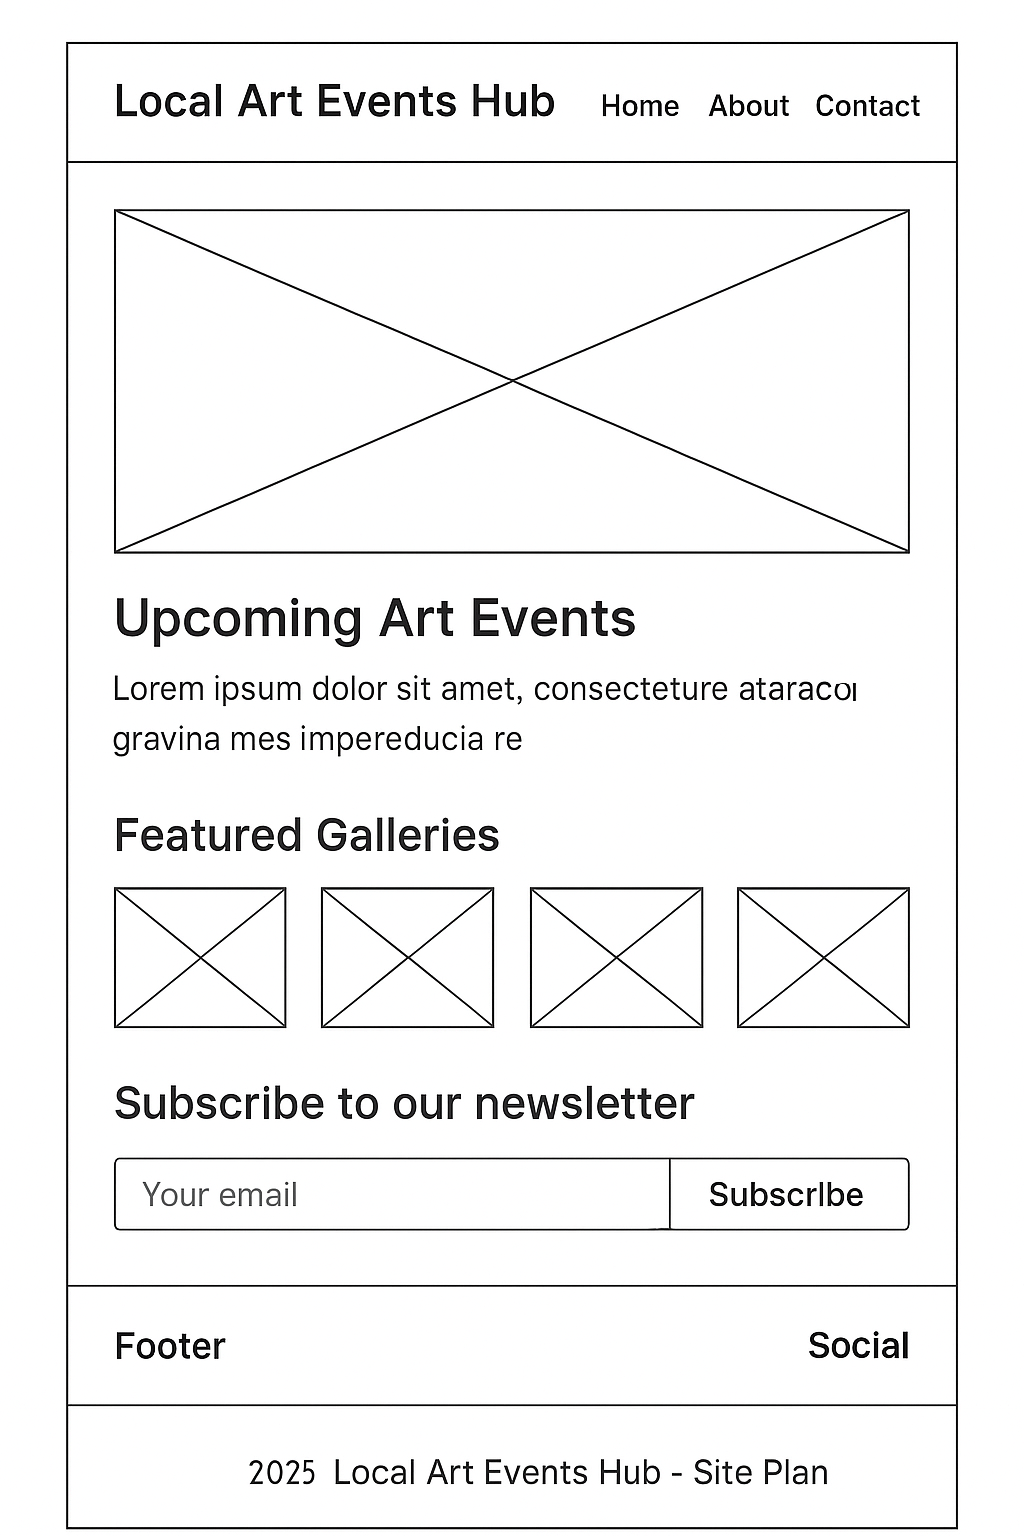 Local Art Events Hub Home About Contact
Upcoming Art Events
Lorem ipsum dolor sit amet, consecteture
gravina mes impereducia re
Featured Galleries
Subscribe to our newsletter
Your email Subscrlbe
Footer Social
2025 Local Art Events Hub - Site Plan